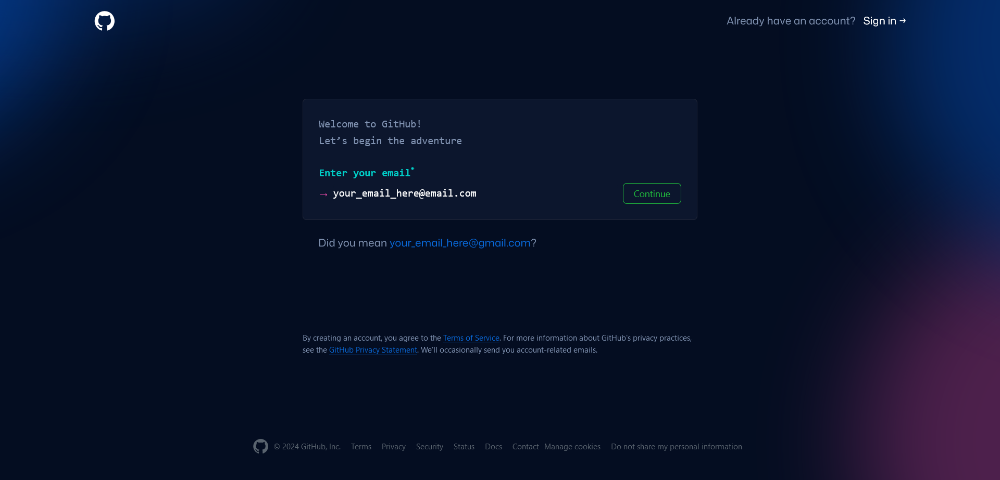 Already have an account? Sign in →
Welcome to GitHub!
Let’s begin the adventure
Enter your email*
→ your_email_here@email.com
Continue
Did you mean your_email_here@gmail.com?
By creating an account, you agree to the Terms of Service. For more information about GitHub's privacy practices,
see the GitHub Privacy Statement. We'll occasionally send you account-related emails.
© 2024 GitHub, Inc. Terms Privacy Security Status Docs Contact Manage cookies Do not share my personal information